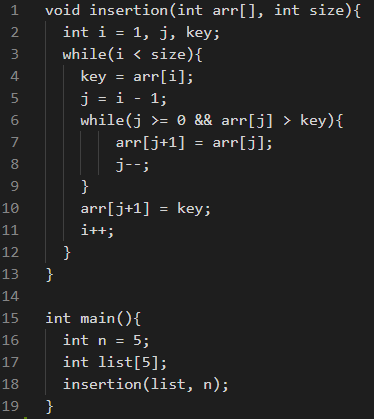 1 void insertion(int arr[], int size){
2   int i = 1, j, key;
3   while(i < size){
4     key = arr[i];
5     j = i - 1;
6     while(j >= 0 && arr[j] > key){
7         arr[j+1] = arr[j];
8         j--;
9     }
10     arr[j+1] = key;
11     i++;
12   }
13 }
14
15 int main(){
16   int n = 5;
17   int list[5];
18   insertion(list, n);
19 }